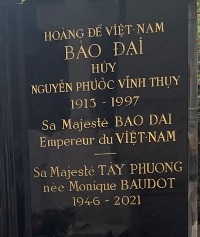 HOÀNG ĐẾ VIỆT-NAM
BẢO ĐẠI
HÚY
NGUYỄN PHƯỚC VĨNH THỤY
1913 - 1997
Sa Majesté BAO DAI
Empereur du VIỆT-NAM
Sa Majesté TÂY PHUONG
née Monique BAUDOT
1946 - 2021